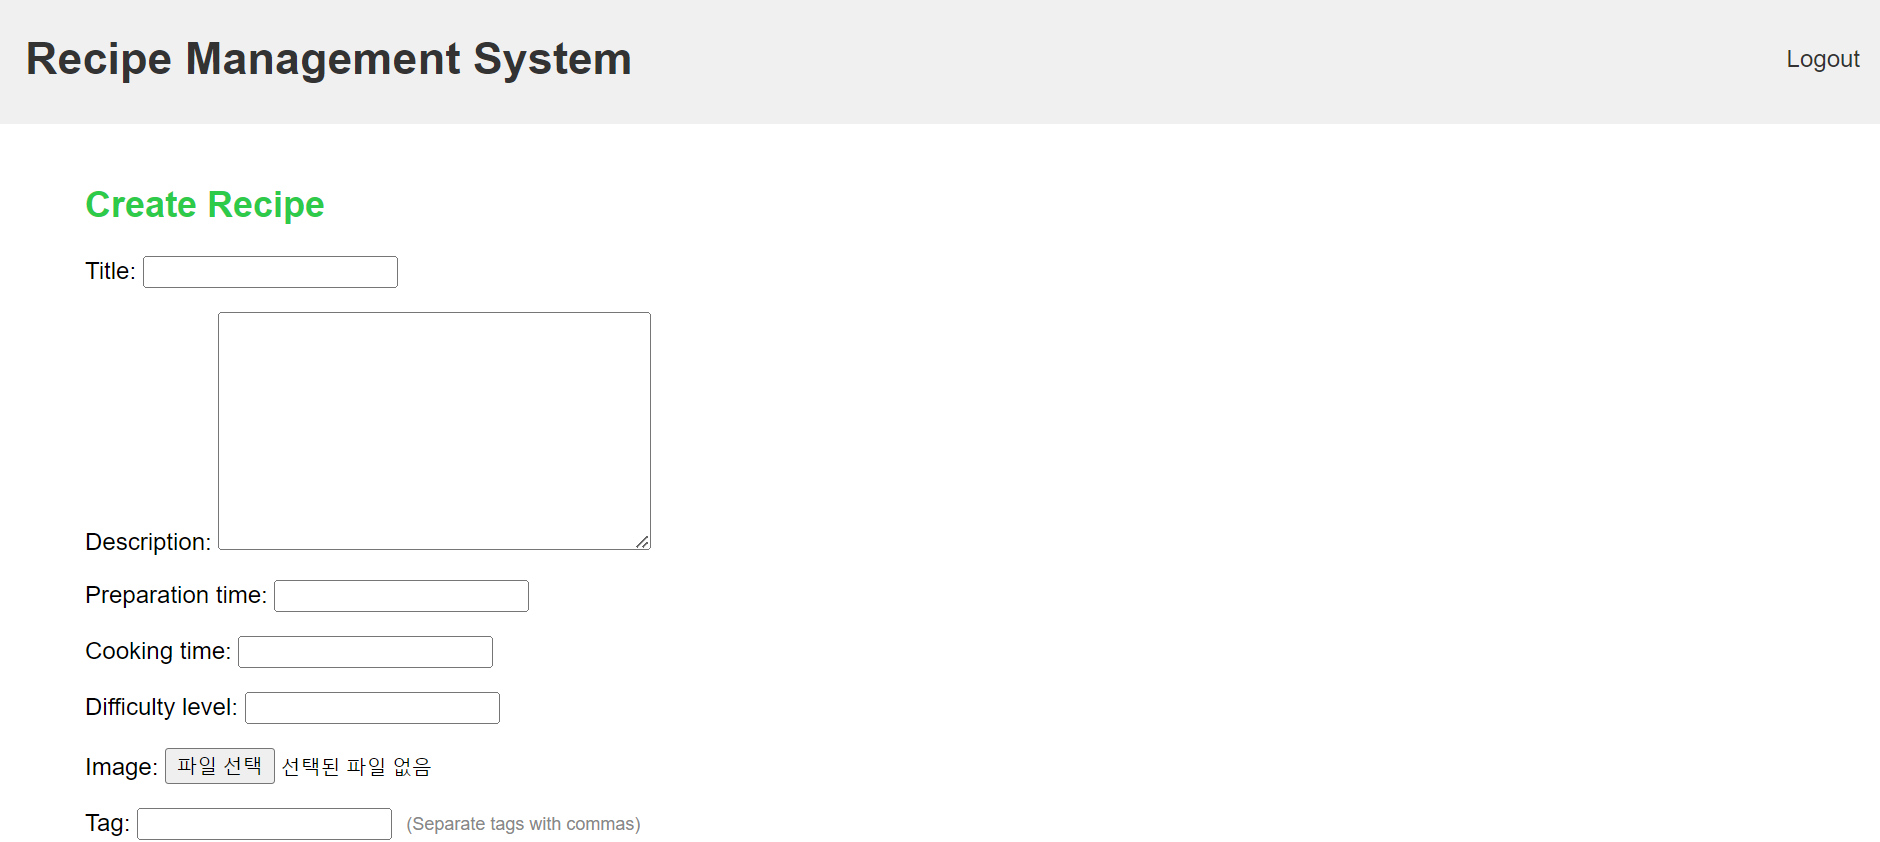 Recipe Management System
Logout
Create Recipe
Title:
Description:
Preparation time:
Cooking time:
Difficulty level:
Image: 파일 선택 선택된 파일 없음
Tag: (Separate tags with commas)